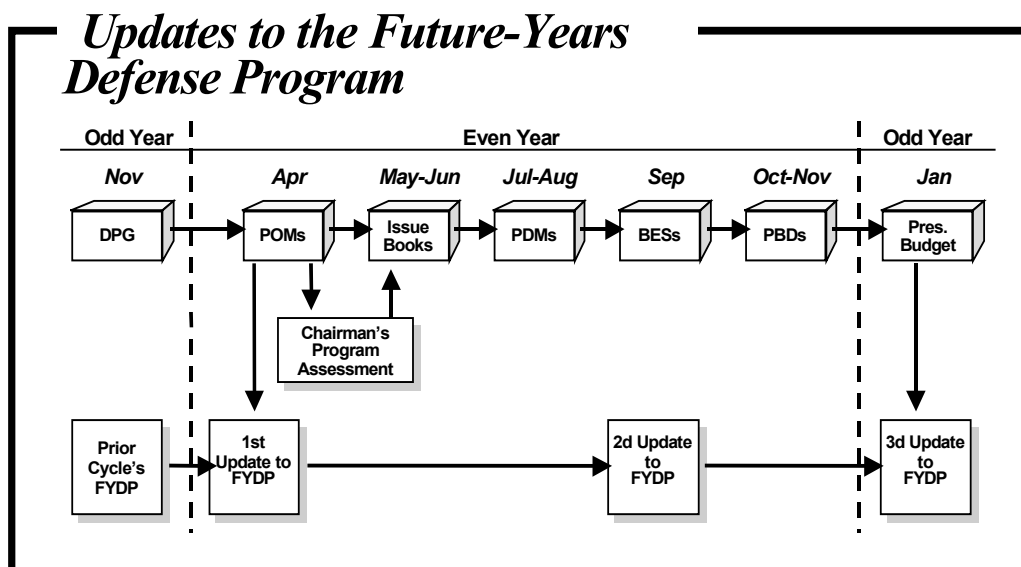 Updates to the Future-Years
Defense Program
Odd Year
Even Year
Odd Year
Nov
Apr
May-Jun
Jul-Aug
Sep
Oct-Nov
Jan
DPG
POMs
Issue
Books
PDMs
BESs
PBDs
Pres.
Budget
Chairman's
Program
Assessment
Prior
Cycle's
FYDP
1st
Update to
FYDP
2d Update
to
FYDP
3d Update
to
FYDP